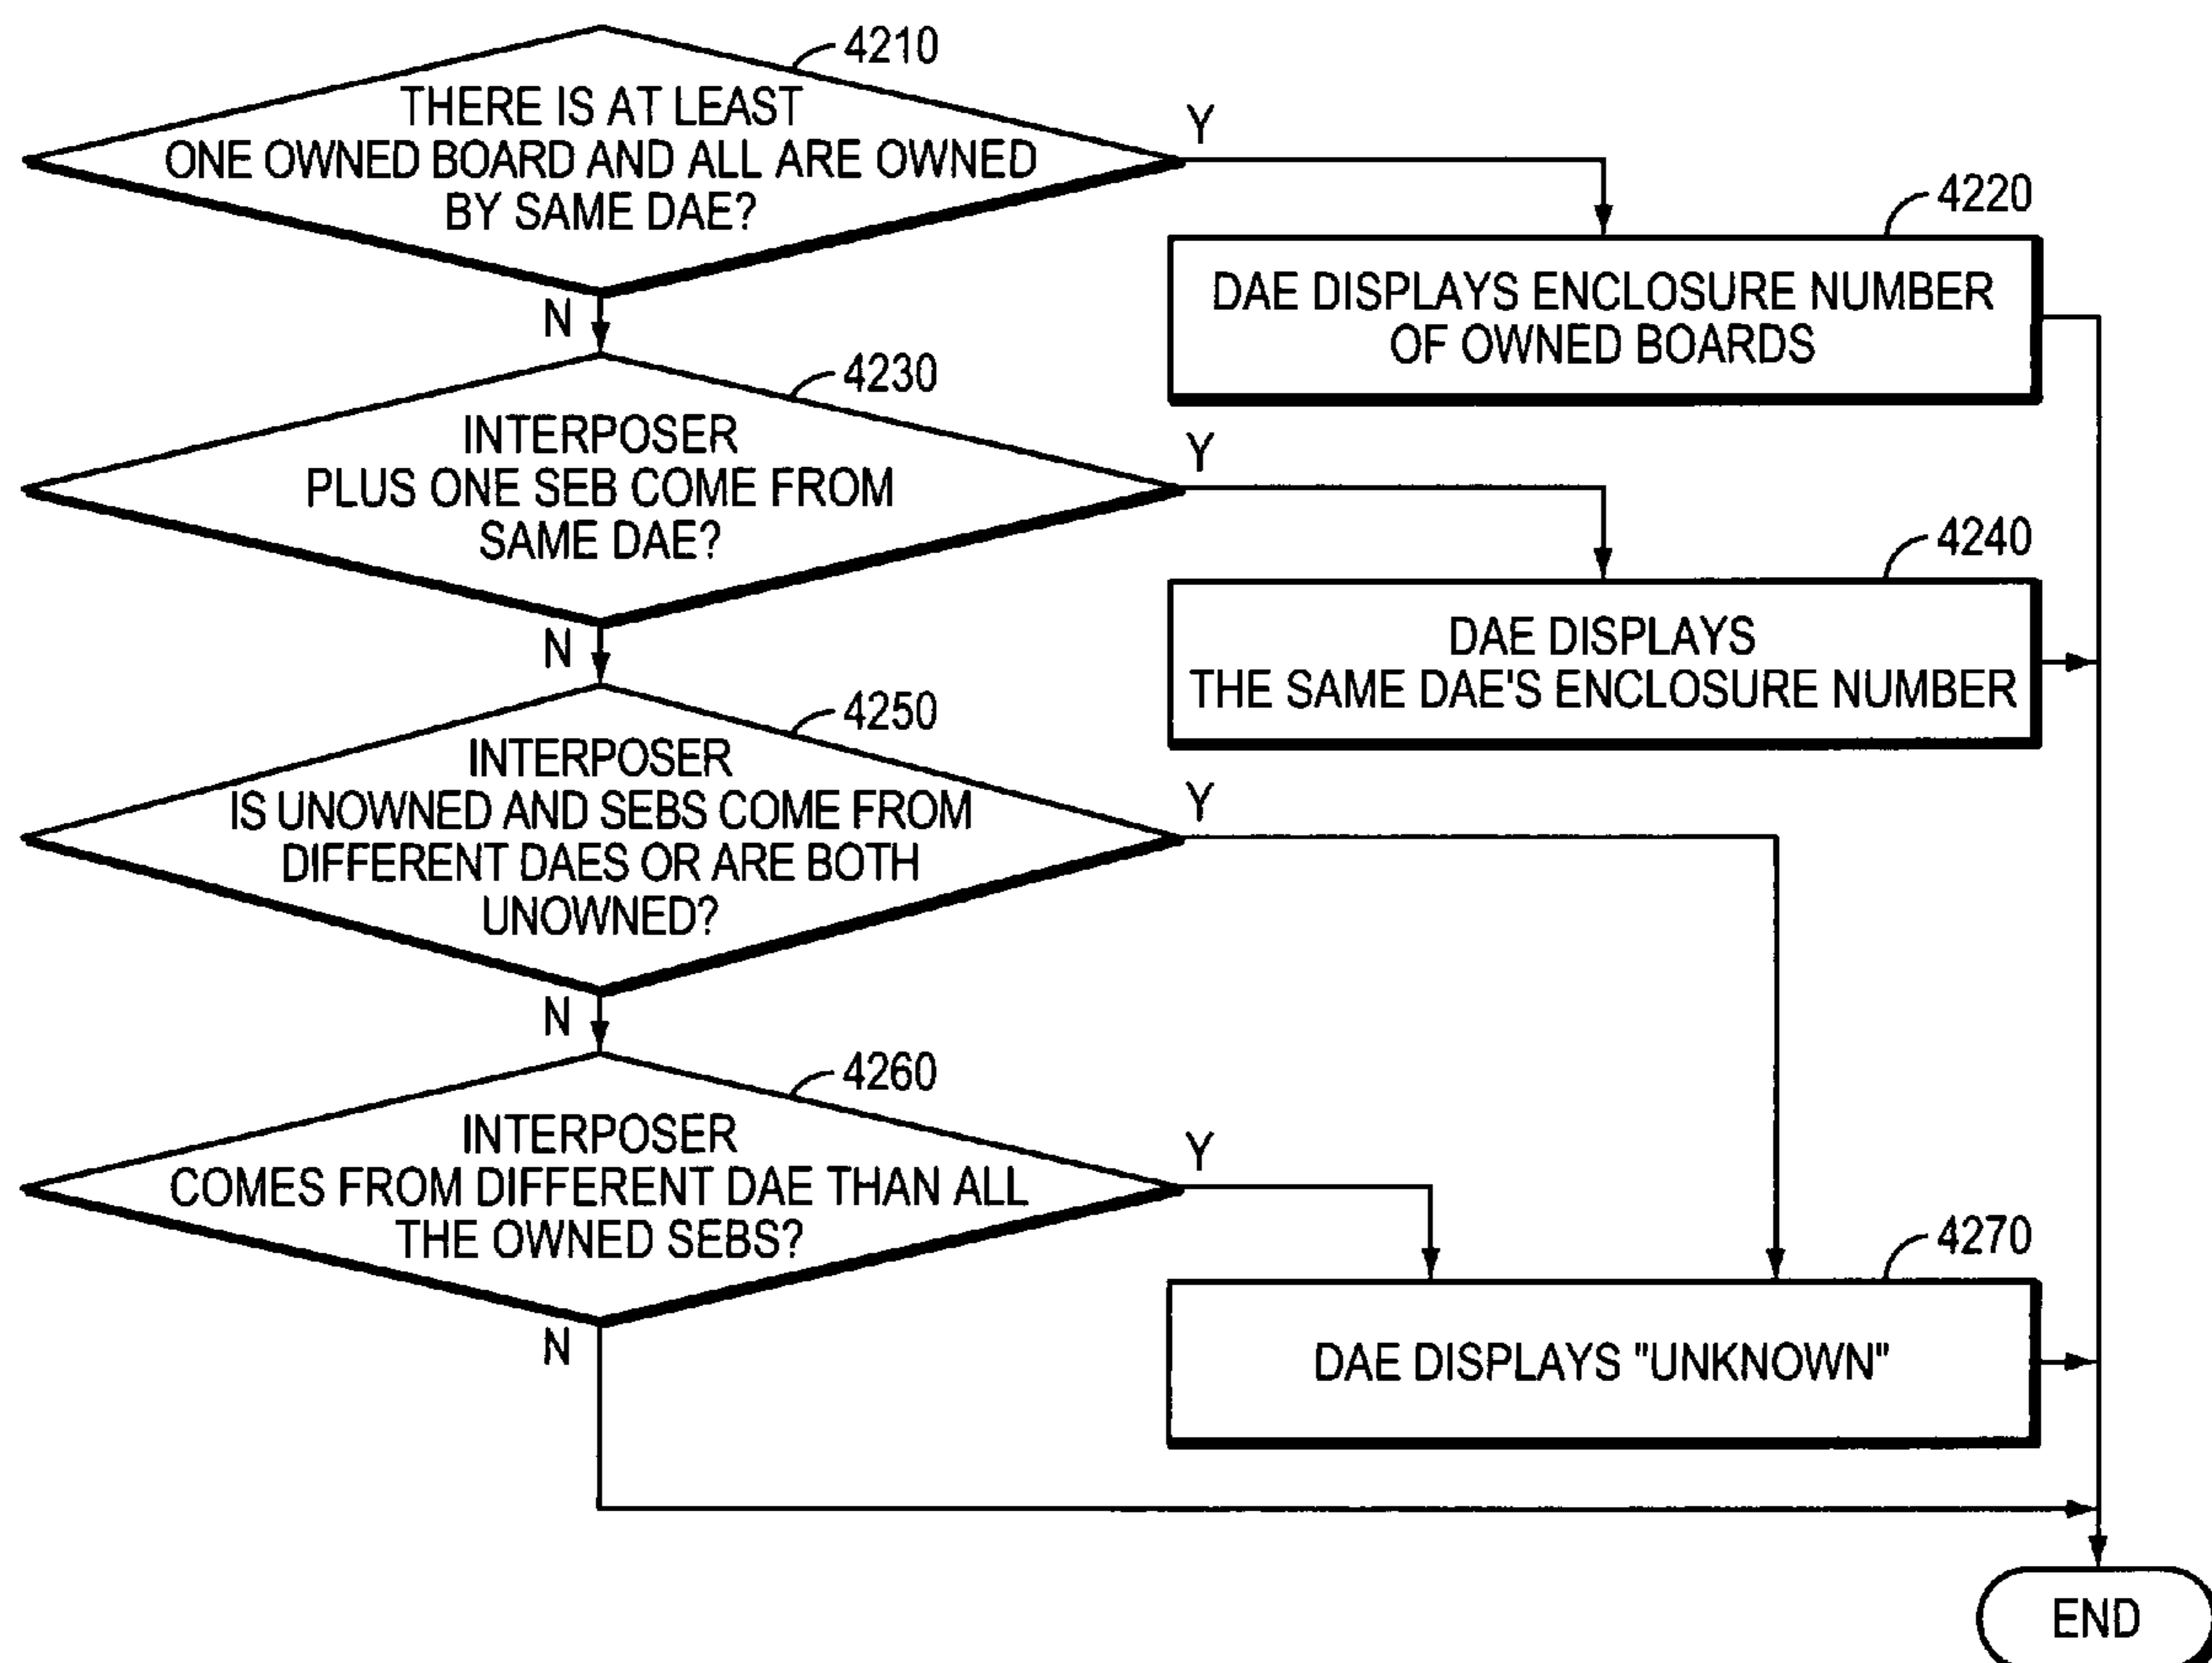 4210
THERE IS AT LEAST
ONE OWNED BOARD AND ALL ARE OWNED
BY SAME DAE?
Y
N
4220
DAE DISPLAYS ENCLOSURE NUMBER
OF OWNED BOARDS
4230
INTERPOSER
PLUS ONE SEB COME FROM
SAME DAE?
Y
N
4240
DAE DISPLAYS
THE SAME DAE'S ENCLOSURE NUMBER
4250
INTERPOSER
IS UNOWNED AND SEBS COME FROM
DIFFERENT DAES OR ARE BOTH
UNOWNED?
Y
N
4260
INTERPOSER
COMES FROM DIFFERENT DAE THAN ALL
THE OWNED SEBS?
Y
N
4270
DAE DISPLAYS "UNKNOWN"
END